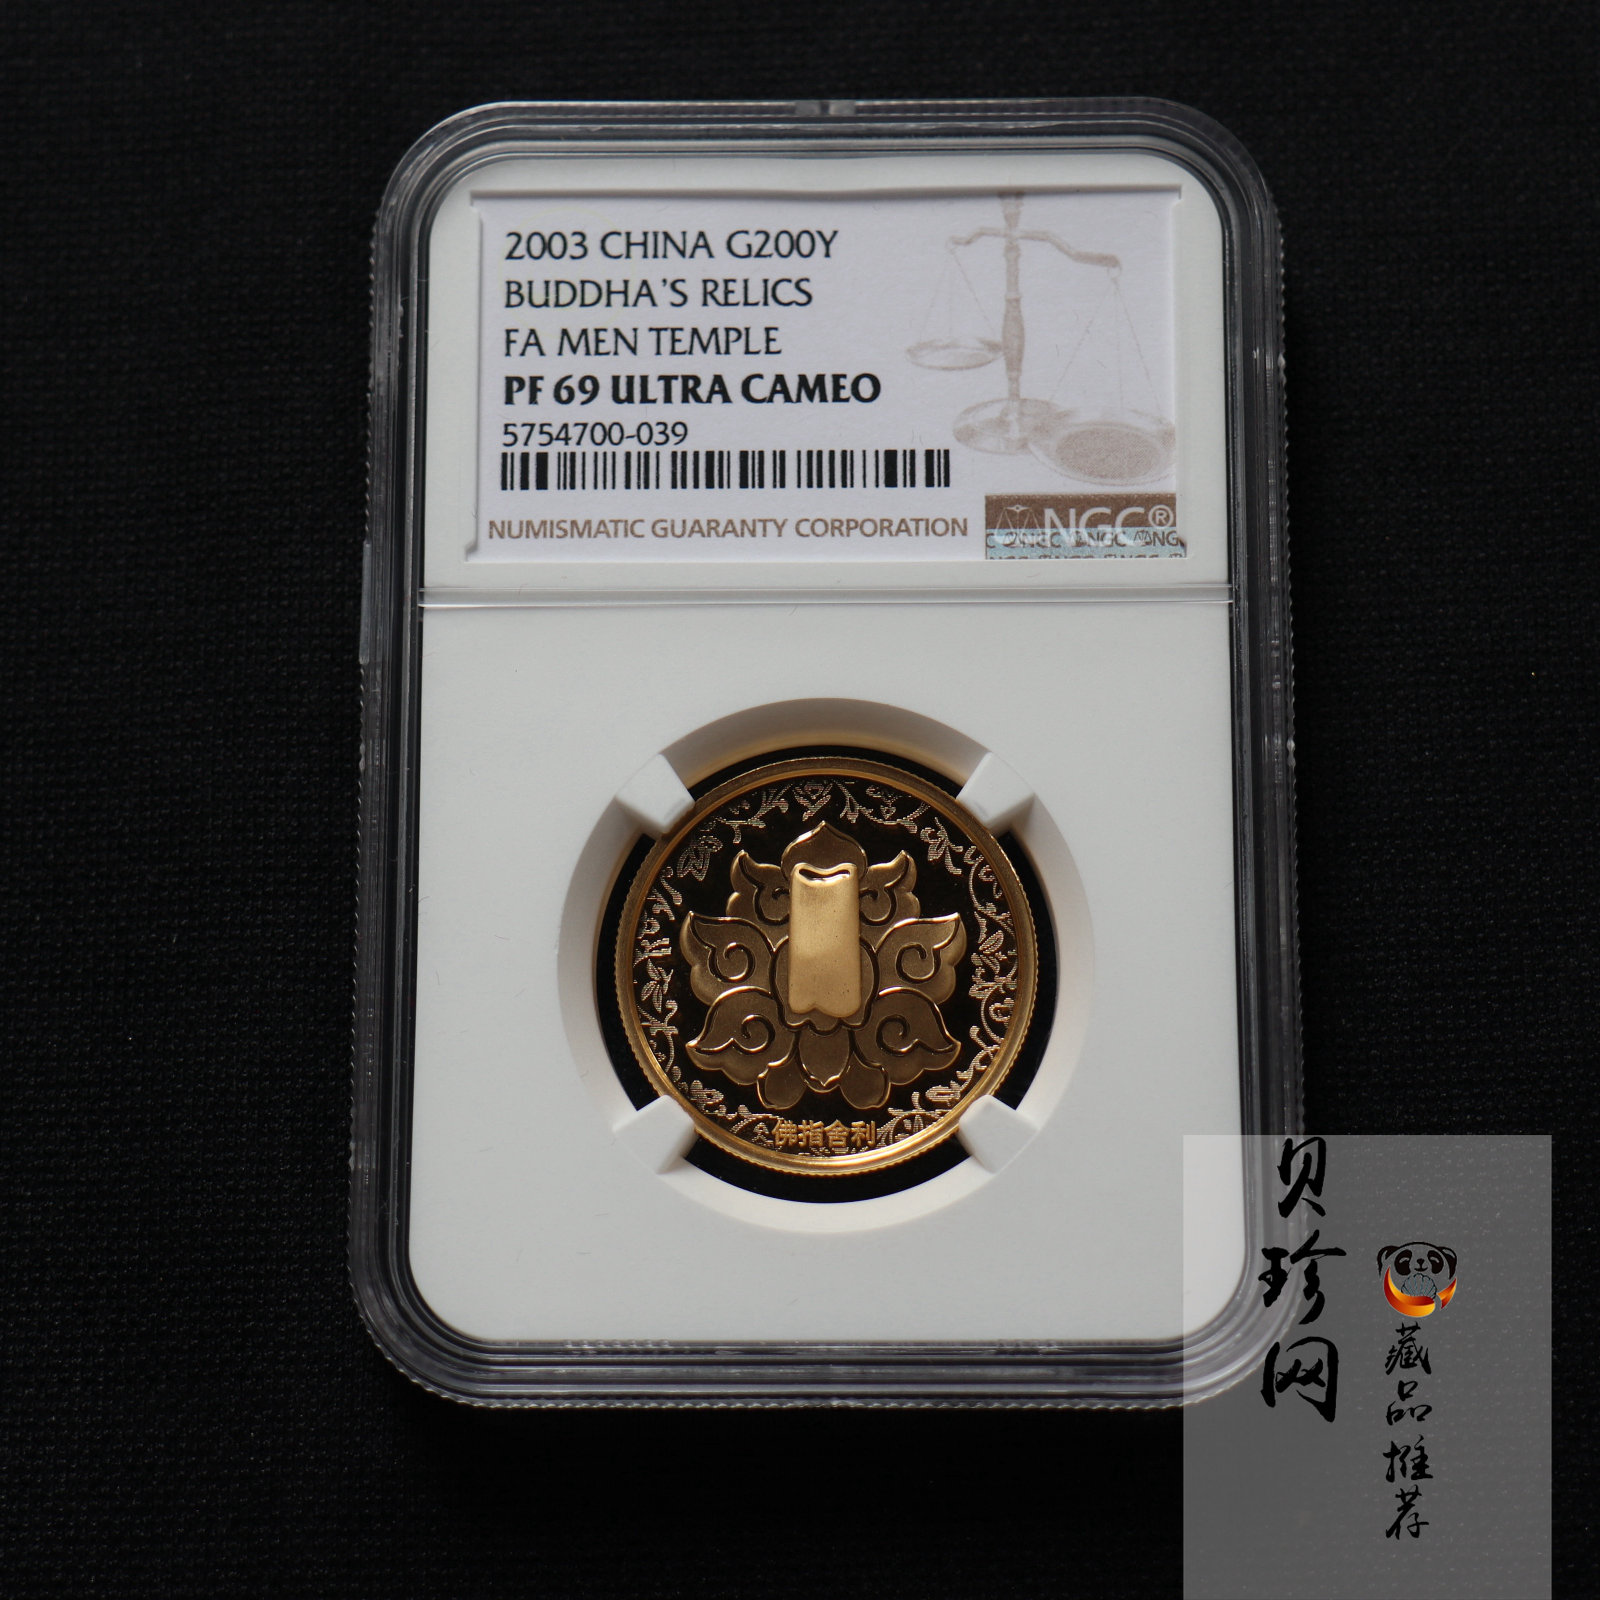 2003 CHINA G200Y
BUDDHA'S RELICS
FA MEN TEMPLE
PF 69 ULTRA CAMEO
5754700-039
NUMISMATIC GUARANTY CORPORATION
NGC®
佛指舍利
贝珍网
藏品推荐